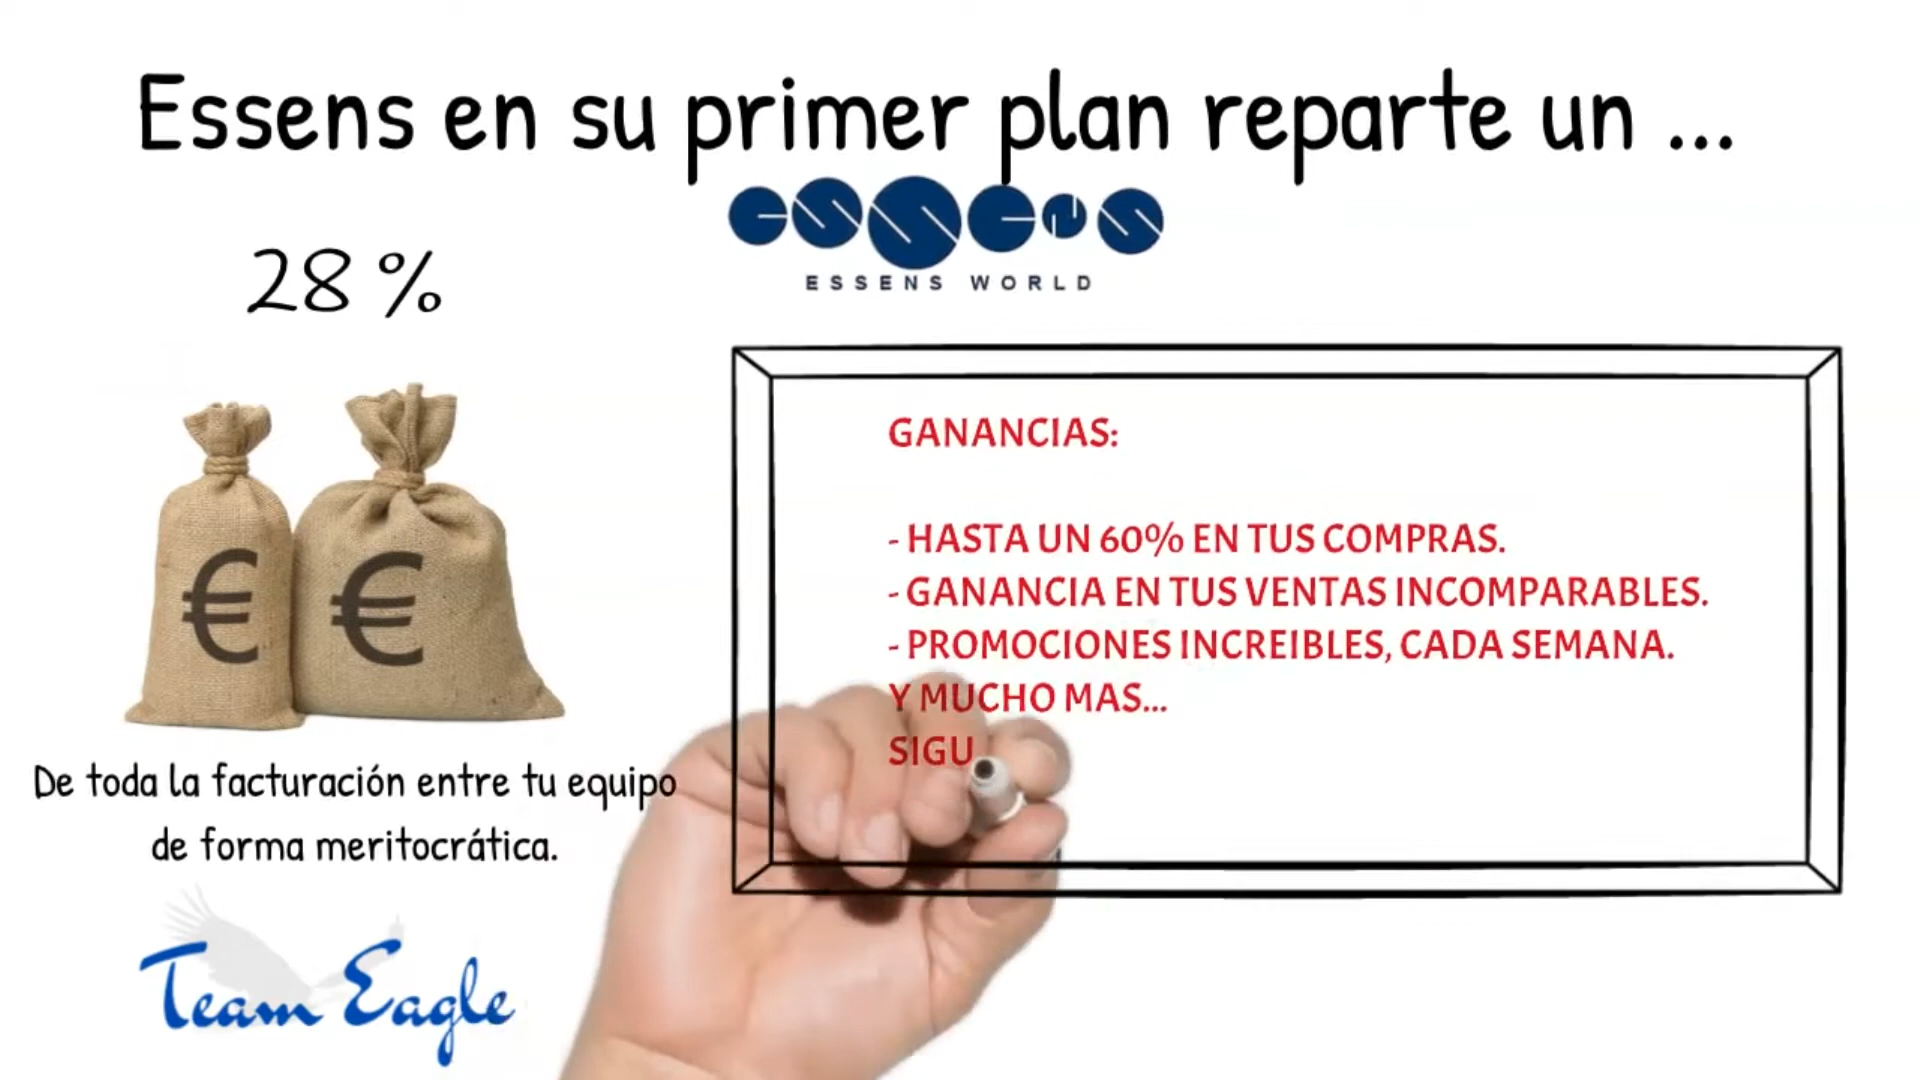 Essens en su primer plan reparte un ...
essens
ESSENS WORLD
28 %
€ €
De toda la facturación entre tu equipo
de forma meritocrática.
Team Eagle
GANANCIAS:
- HASTA UN 60% EN TUS COMPRAS.
- GANANCIA EN TUS VENTAS INCOMPARABLES.
- PROMOCIONES INCREIBLES, CADA SEMANA.
Y MUCHO MAS...
SIGU